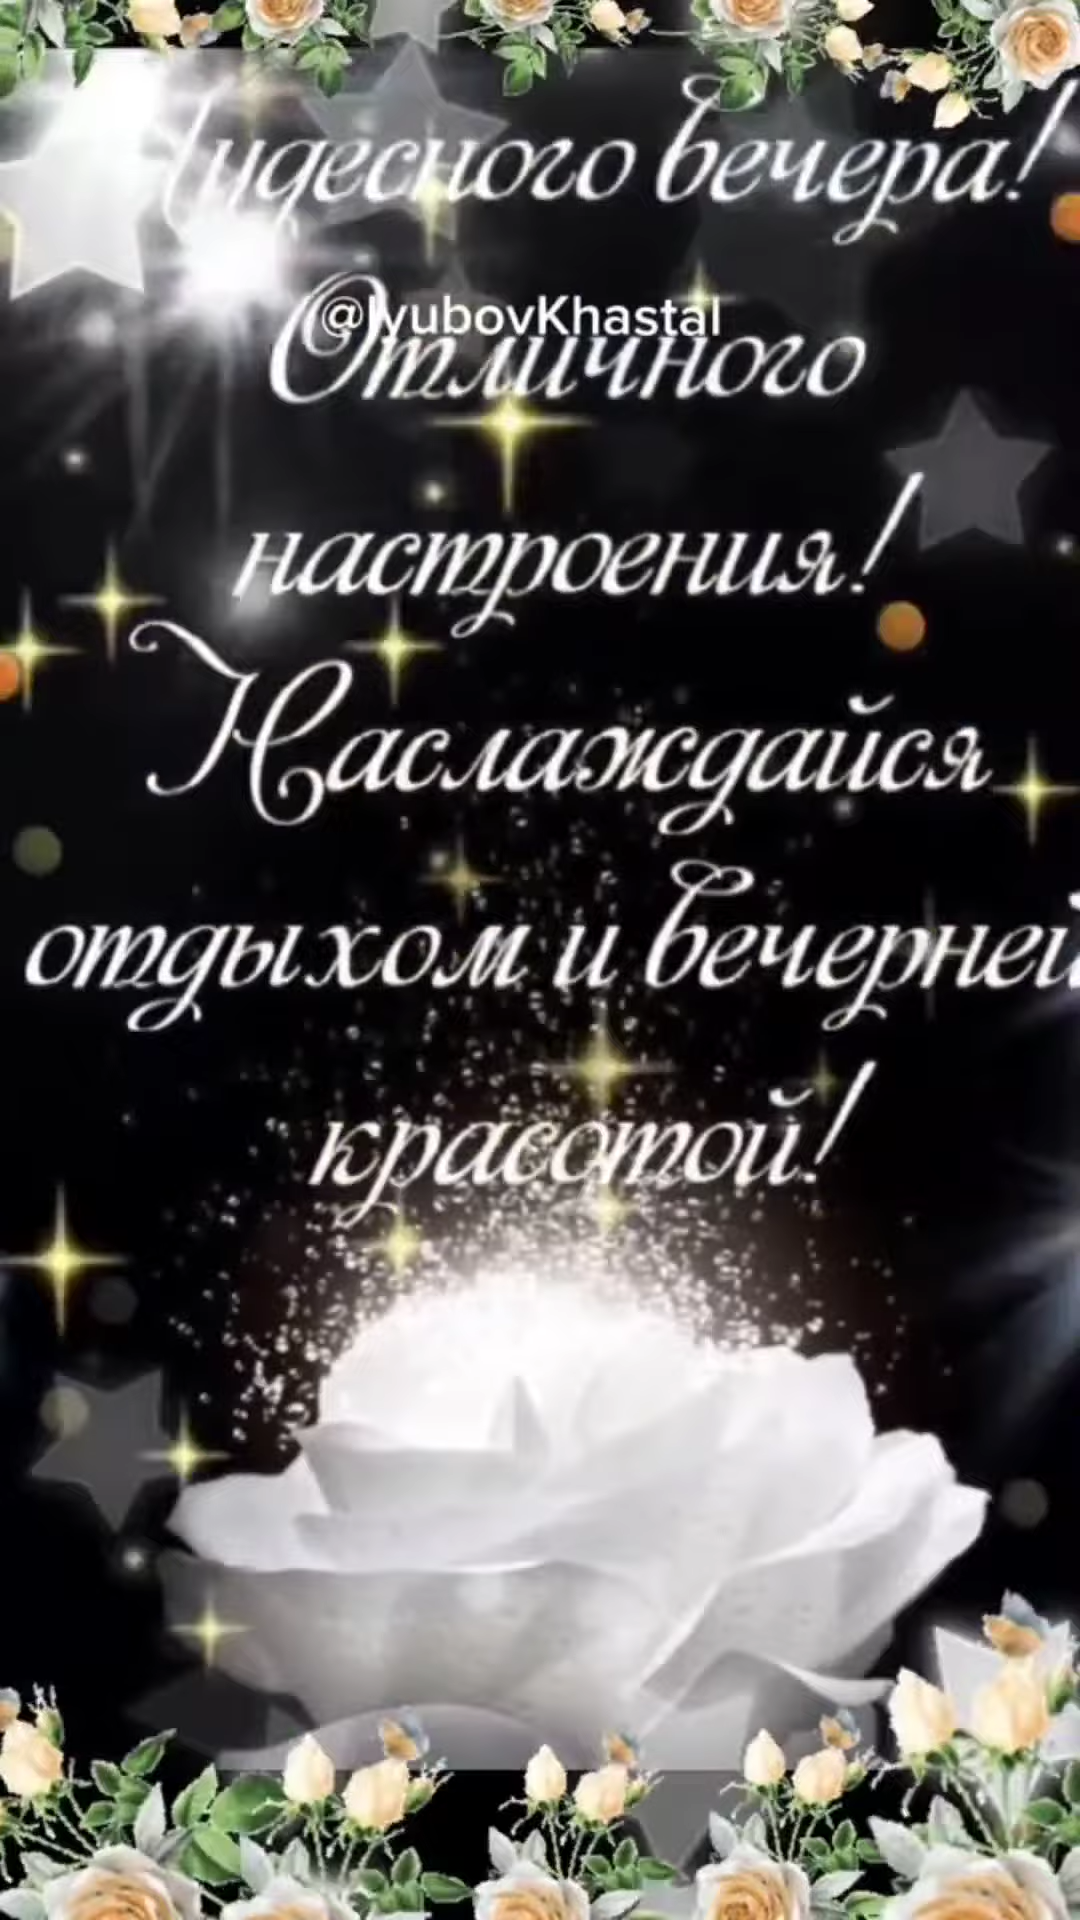 Чудесного вечера!
@lyubovKhastal
Отличного
настроения!
Наслаждайся
отдыхом и вечерней
красотой!